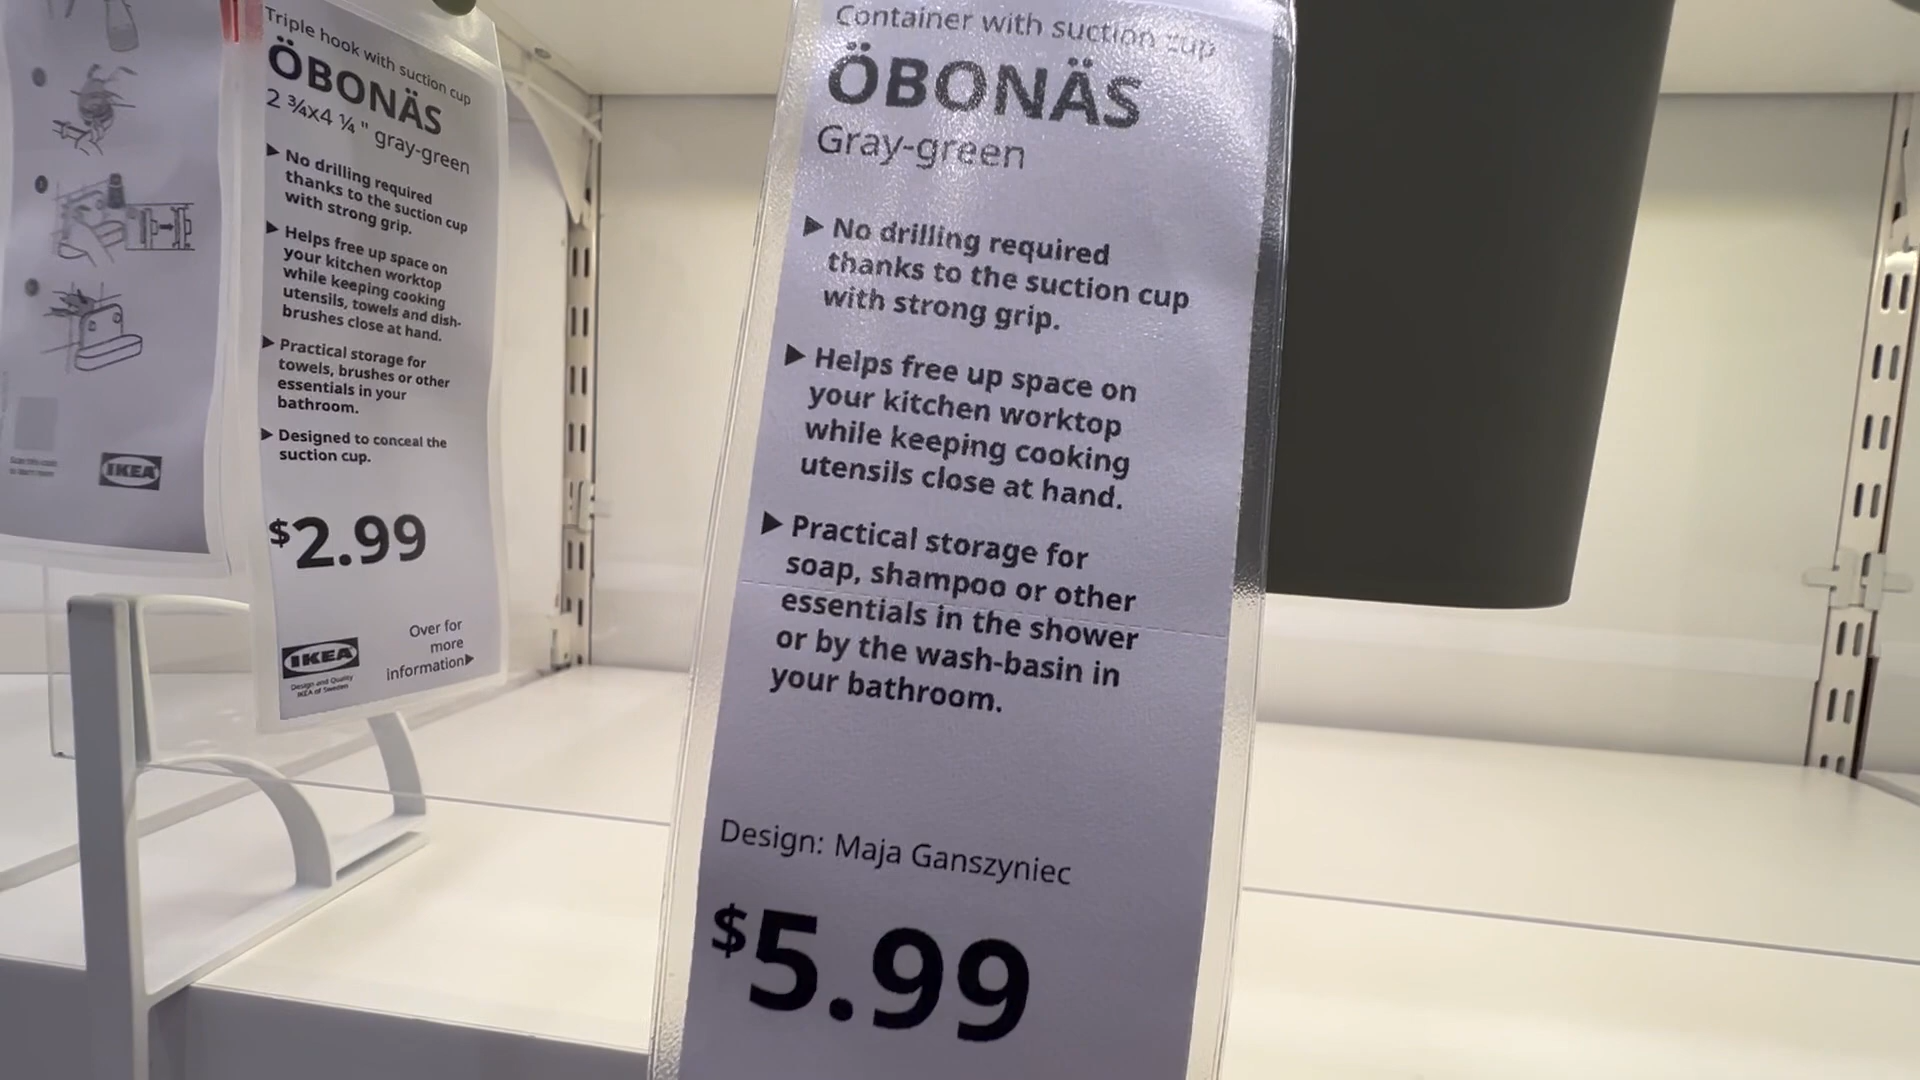 Triple hook with suction cup
ÖBONÄS
2 ¾x4 ¼ " gray-green
▶ No drilling required
thanks to the suction cup
with strong grip.
▶ Helps free up space on
your kitchen worktop
while keeping cooking
utensils, towels and dish-
brushes close at hand.
▶ Practical storage for
towels, brushes or other
essentials in your
bathroom.
▶ Designed to conceal the
suction cup.
$2.99
IKEA
Design and Quality
IKEA of Sweden
Over for
more
information▶
IKEA
Container with suction cup
ÖBONÄS
Gray-green
▶ No drilling required
thanks to the suction cup
with strong grip.
▶ Helps free up space on
your kitchen worktop
while keeping cooking
utensils close at hand.
▶ Practical storage for
soap, shampoo or other
essentials in the shower
or by the wash-basin in
your bathroom.
Design: Maja Ganszyniec
$5.99